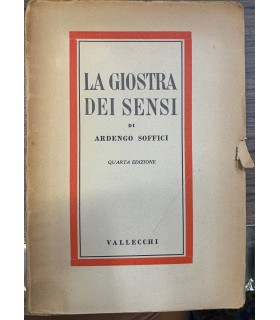 LA GIOSTRA
DEI SENSI
DI
ARDENGO SOFFICI
QUARTA EDIZIONE
VALLECCHI